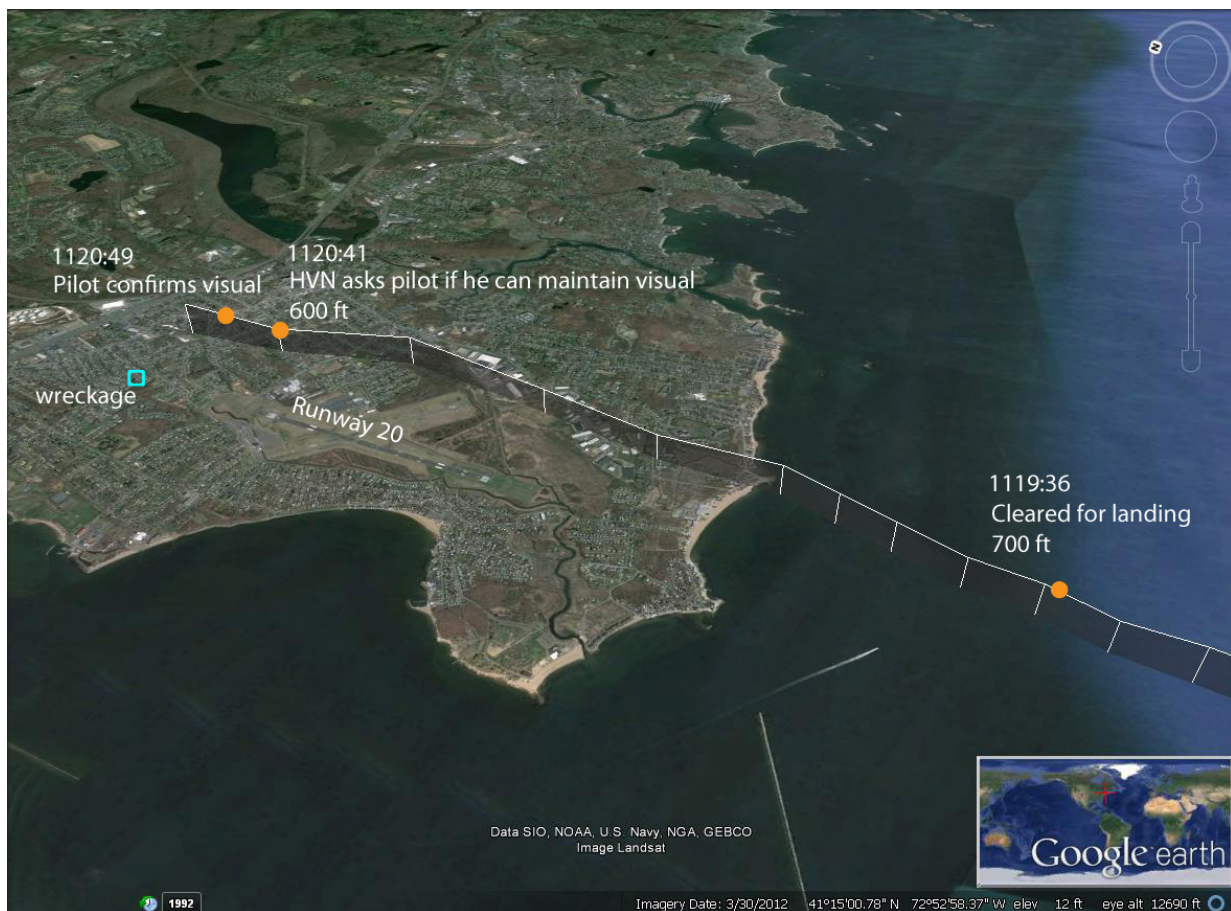 N
1120:49
Pilot confirms visual
1120:41
HVN asks pilot if he can maintain visual
600 ft
wreckage
Runway 20
1119:36
Cleared for landing
700 ft
Data SIO, NOAA, U.S. Navy, NGA, GEBCO
Image Landsat
Google earth
1992
Imagery Date: 3/30/2012 41°15'00.78" N 72°52'58.37" W elev 12 ft eye alt 12690 ft